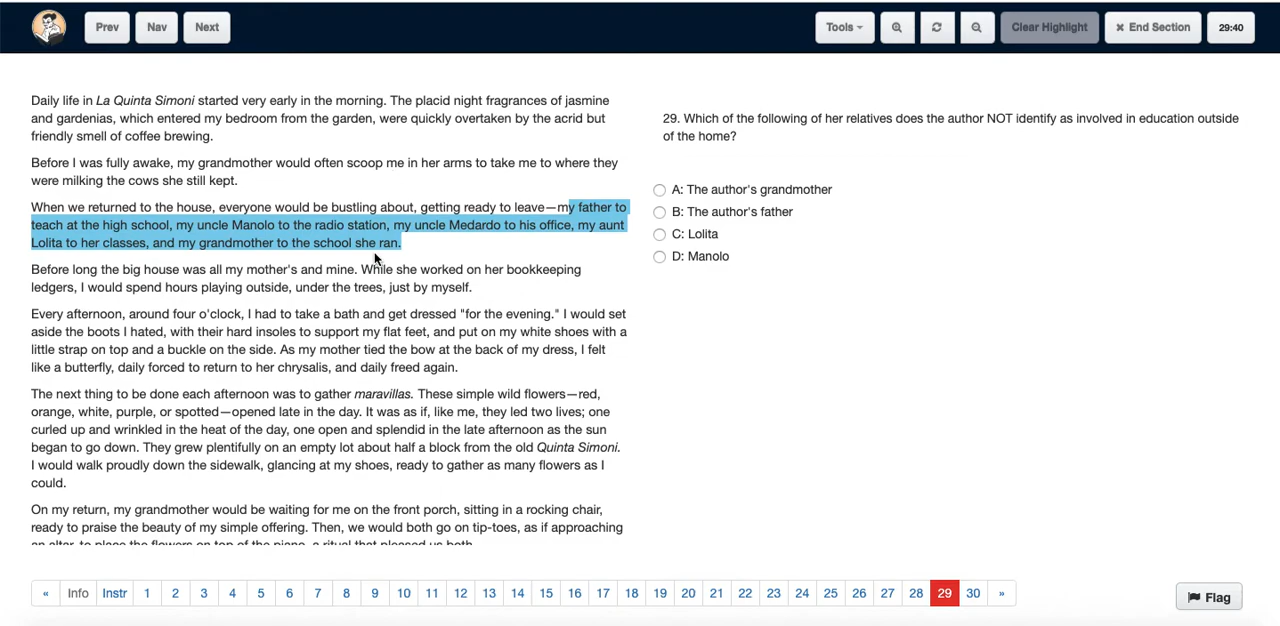 Prev Nav Next Tools Clear Highlight ✖ End Section 29:40
Daily life in La Quinta Simoni started very early in the morning. The placid night fragrances of jasmine
and gardenias, which entered my bedroom from the garden, were quickly overtaken by the acrid but
friendly smell of coffee brewing.
Before I was fully awake, my grandmother would often scoop me in her arms to take me to where they
were milking the cows she still kept.
When we returned to the house, everyone would be bustling about, getting ready to leave—my father to
teach at the high school, my uncle Manolo to the radio station, my uncle Medardo to his office, my aunt
Lolita to her classes, and my grandmother to the school she ran.
Before long the big house was all my mother's and mine. While she worked on her bookkeeping
ledgers, I would spend hours playing outside, under the trees, just by myself.
Every afternoon, around four o'clock, I had to take a bath and get dressed "for the evening." I would set
aside the boots I hated, with their hard insoles to support my flat feet, and put on my white shoes with a
little strap on top and a buckle on the side. As my mother tied the bow at the back of my dress, I felt
like a butterfly, daily forced to return to her chrysalis, and daily freed again.
The next thing to be done each afternoon was to gather maravillas. These simple wild flowers—red,
orange, white, purple, or spotted—opened late in the day. It was as if, like me, they led two lives; one
curled up and wrinkled in the heat of the day, one open and splendid in the late afternoon as the sun
began to go down. They grew plentifully on an empty lot about half a block from the old Quinta Simoni.
I would walk proudly down the sidewalk, glancing at my shoes, ready to gather as many flowers as I
could.
On my return, my grandmother would be waiting for me on the front porch, sitting in a rocking chair,
ready to praise the beauty of my simple offering. Then, we would both go on tip-toes, as if approaching
an altar, to place the flowers on top of the piano, a ritual that pleased us both.
29. Which of the following of her relatives does the author NOT identify as involved in education outside
of the home?
A: The author's grandmother
B: The author's father
C: Lolita
D: Manolo
« Info Instr 1 2 3 4 5 6 7 8 9 10 11 12 13 14 15 16 17 18 19 20 21 22 23 24 25 26 27 28 29 30 »
Flag